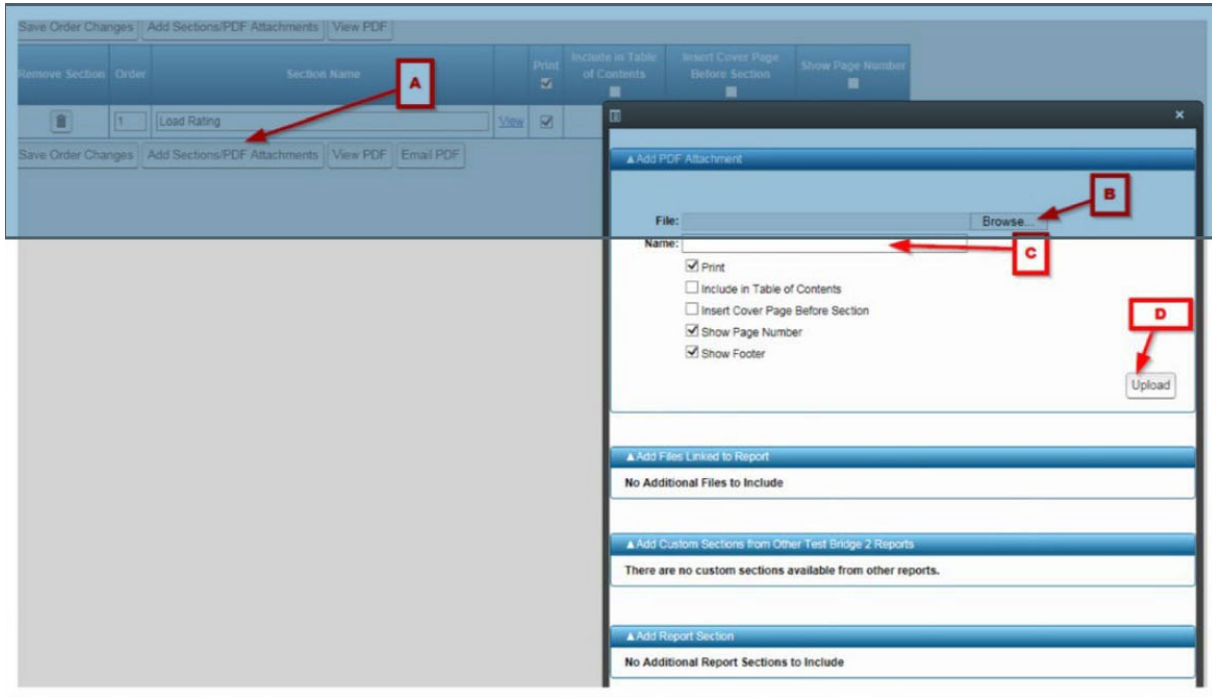 Save Order Changes Add Sections/PDF Attachments View PDF
Remove Section Order Section Name Print Include in Table of Contents Insert Cover Page Before Section Show Page Number
A
1 Load Rating View
Save Order Changes Add Sections/PDF Attachments View PDF Email PDF
×
▲Add PDF Attachment
B
File: Browse...
Name:
C
Print
Include in Table of Contents
Insert Cover Page Before Section
D
Show Page Number
Show Footer
Upload
▲Add Files Linked to Report
No Additional Files to Include
▲Add Custom Sections from Other Test Bridge 2 Reports
There are no custom sections available from other reports.
▲Add Report Section
No Additional Report Sections to Include